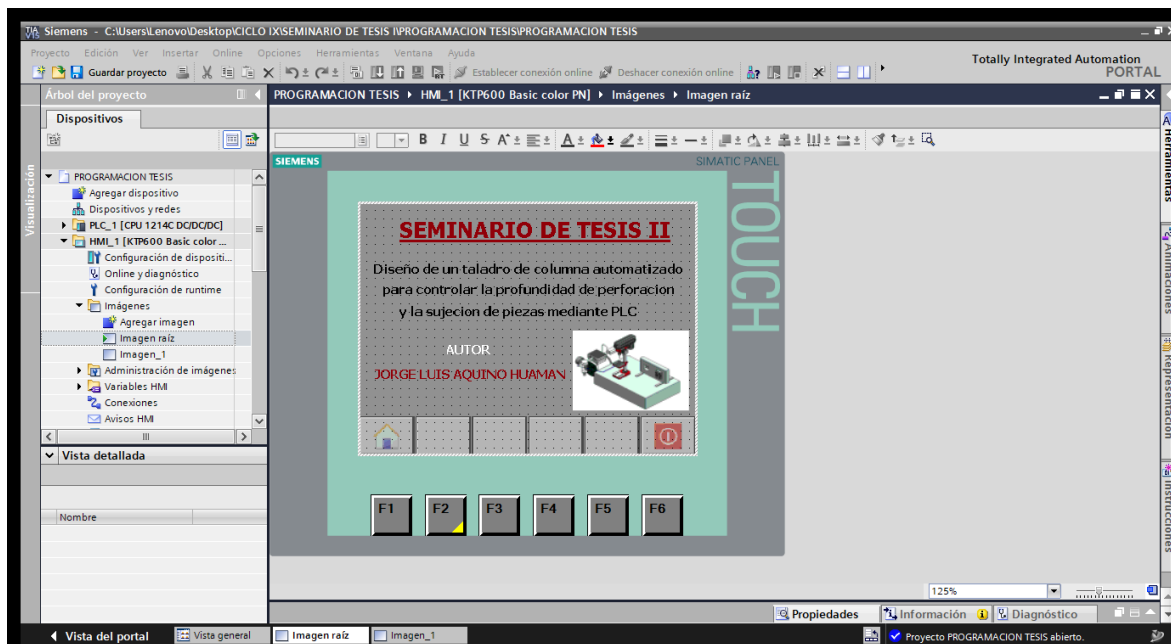 Siemens - C:\Users\Lenovo\Desktop\CICLO IX\SEMINARIO DE TESIS I\PROGRAMACION TESIS\PROGRAMACION TESIS
Proyecto Edición Ver Insertar Online Opciones Herramientas Ventana Ayuda
Guardar proyecto Establecer conexión online Deshacer conexión online
Totally Integrated Automation
PORTAL
Árbol del proyecto
PROGRAMACION TESIS HMI_1 [KTP600 Basic color PN] Imágenes Imagen raíz
Dispositivos
Visualización
PROGRAMACION TESIS
Agregar dispositivo
Dispositivos y redes
PLC_1 [CPU 1214C DC/DC/DC]
HMI_1 [KTP600 Basic color ...
Configuración de dispositi...
Online y diagnóstico
Configuración de runtime
Imágenes
Agregar imagen
Imagen raíz
Imagen_1
Administración de imágenes
Variables HMI
Conexiones
Avisos HMI
Vista detallada
Nombre
B I U S A
SIEMENS
SIMATIC PANEL
TOUCH
SEMINARIO DE TESIS II
Diseño de un taladro de columna automatizado
para controlar la profundidad de perforacion
y la sujecion de piezas mediante PLC
AUTOR
JORGE LUIS AQUINO HUAMAN
F1 F2 F3 F4 F5 F6
Herramientas
Animaciones
Representación
Instrucciones
125%
Propiedades Información Diagnóstico
Vista del portal Vista general Imagen raíz Imagen_1
Proyecto PROGRAMACION TESIS abierto.